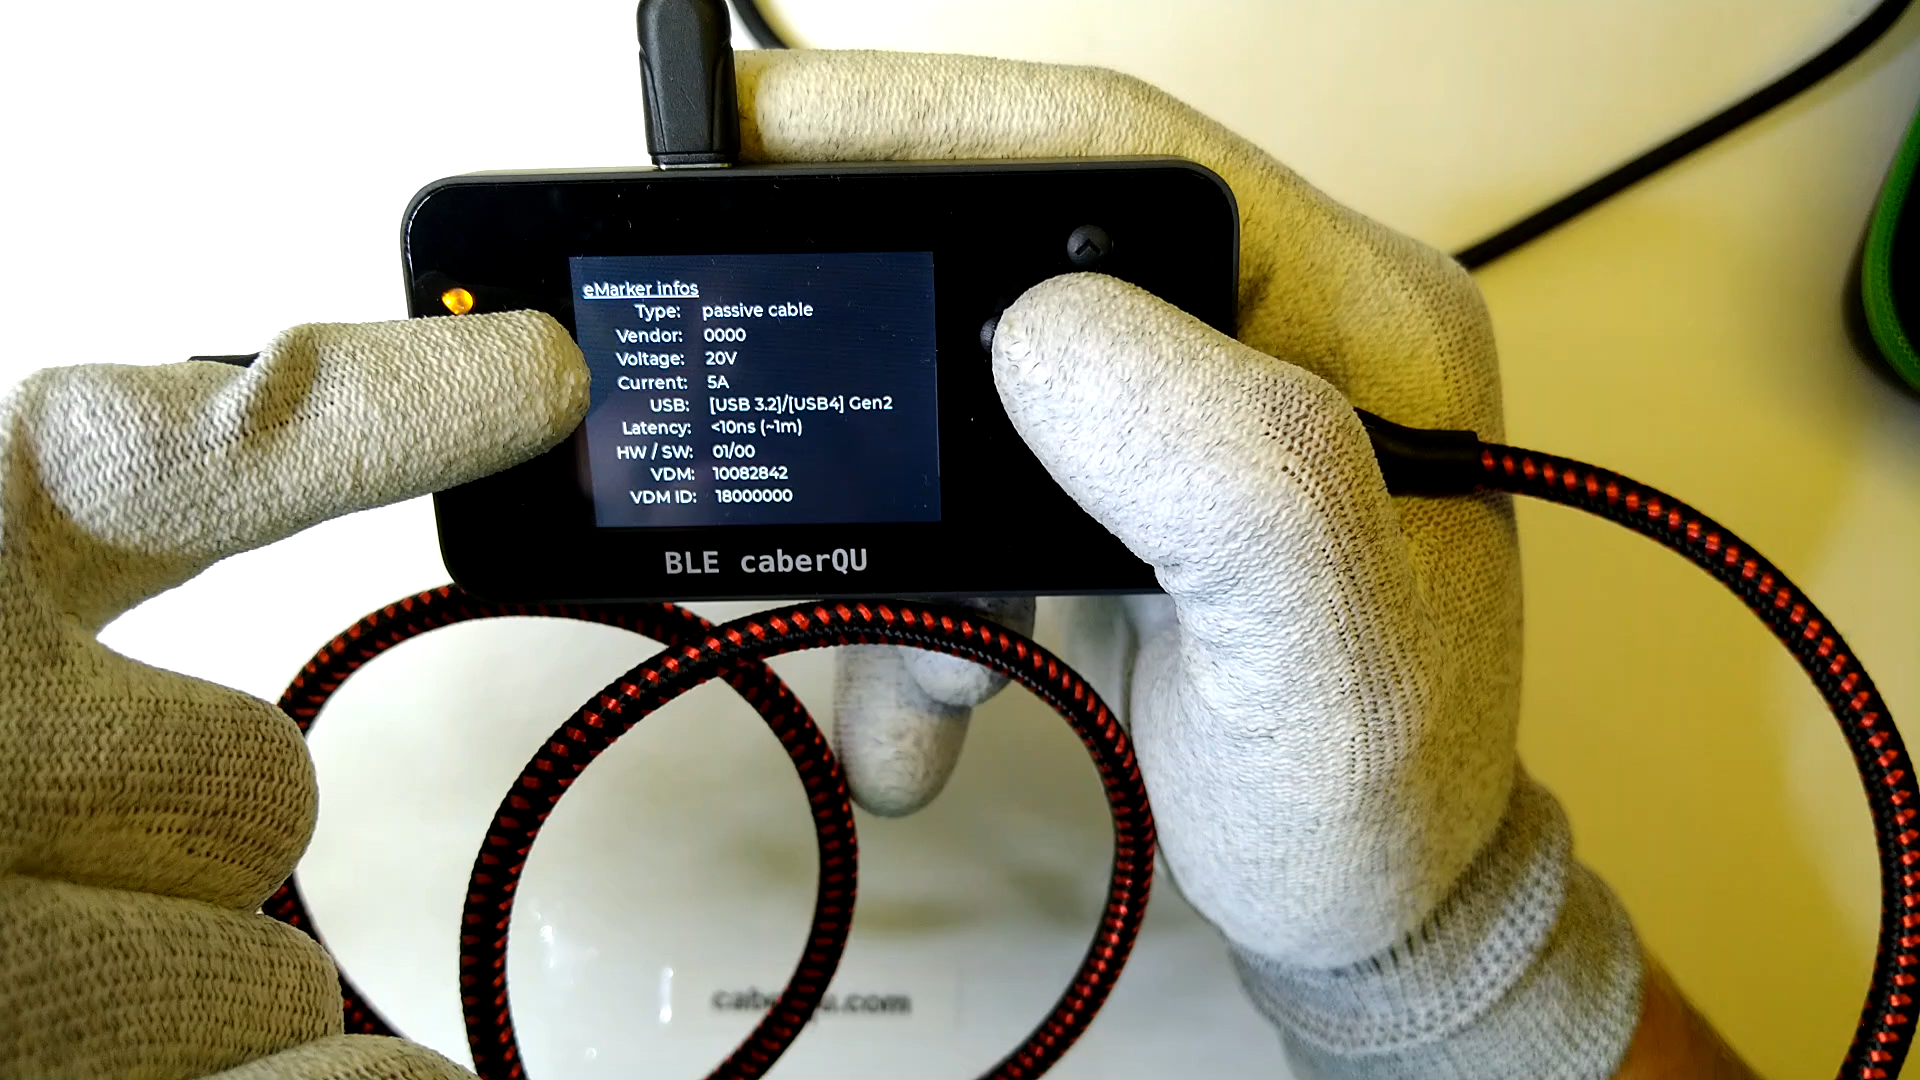 eMarker infos
Type: passive cable
Vendor: 0000
Voltage: 20V
Current: 5A
USB: [USB 3.2]/[USB4] Gen2
Latency: <10ns (~1m)
HW / SW: 01/00
VDM: 10082842
VDM ID: 18000000
BLE caberQU